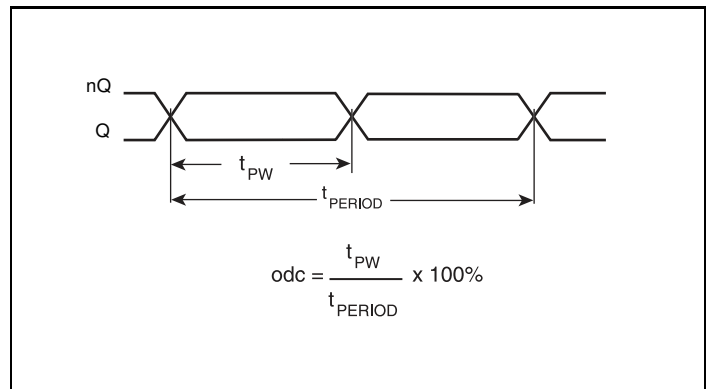 nQ
Q
tPW
tPERIOD
odc = tPW / tPERIOD x 100%